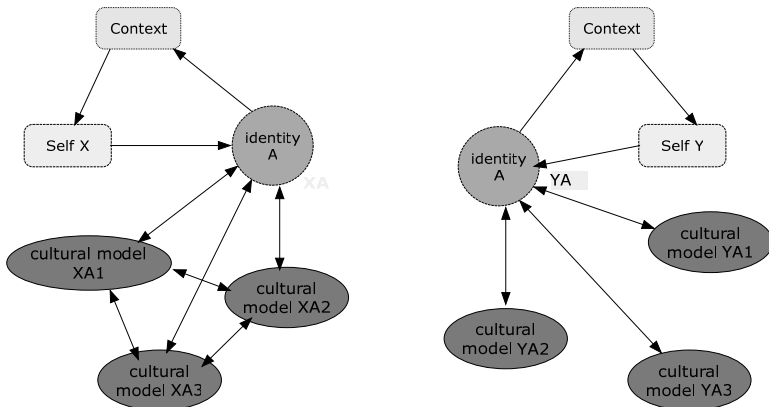 Context
Self X
identity
A
XA
cultural model
XA1
cultural
model XA2
cultural
model XA3
Context
identity
A
Self Y
YA
cultural
model YA1
cultural
model YA2
cultural
model YA3